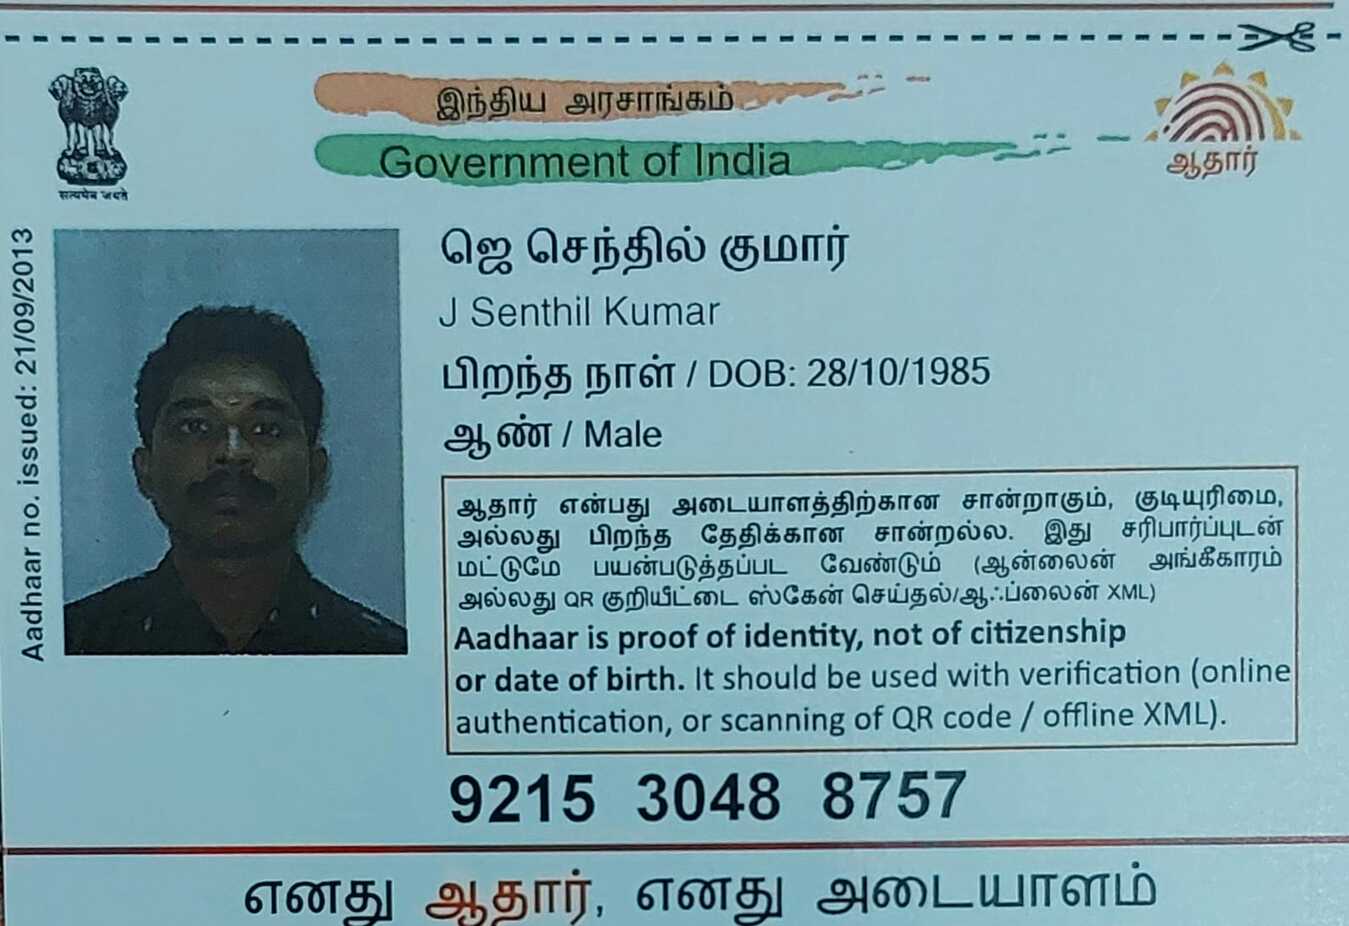 இந்திய அரசாங்கம்
Government of India
सत्यमेव जयते
ஆதார்
Aadhaar no. issued: 21/09/2013
ஜெ செந்தில் குமார்
J Senthil Kumar
பிறந்த நாள் / DOB: 28/10/1985
ஆண் / Male
ஆதார் என்பது அடையாளத்திற்கான சான்றாகும், குடியுரிமை,
அல்லது பிறந்த தேதிக்கான சான்றல்ல. இது சரிபார்ப்புடன்
மட்டுமே பயன்படுத்தப்பட வேண்டும் (ஆன்லைன் அங்கீகாரம்
அல்லது QR குறியீட்டை ஸ்கேன் செய்தல்/ஆஃப்லைன் XML)
Aadhaar is proof of identity, not of citizenship
or date of birth. It should be used with verification (online
authentication, or scanning of QR code / offline XML).
9215 3048 8757
எனது ஆதார், எனது அடையாளம்